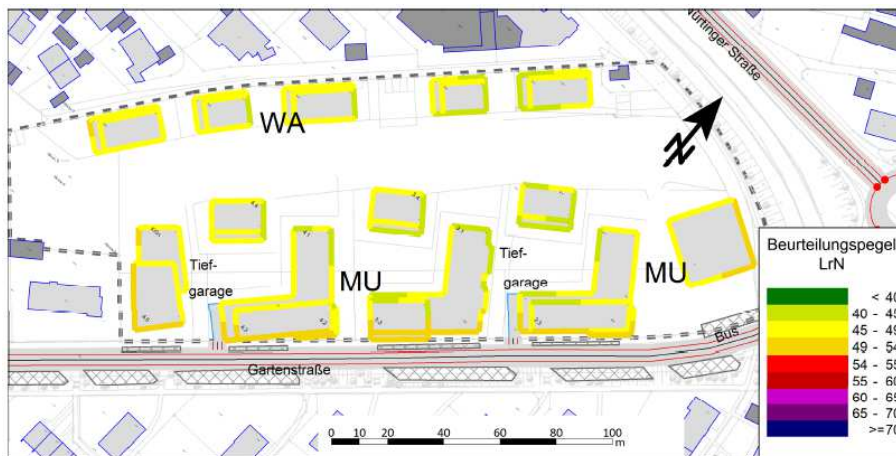 Nürtinger Straße
WA
N
Tief-
garage
MU
Tief-
garage
MU
Bus
Gartenstraße
0 20 40 60 80 100
m
Beurteilungspegel
LrN
< 40
40 - 45
45 - 49
49 - 54
54 - 55
55 - 60
60 - 65
65 - 70
>=70